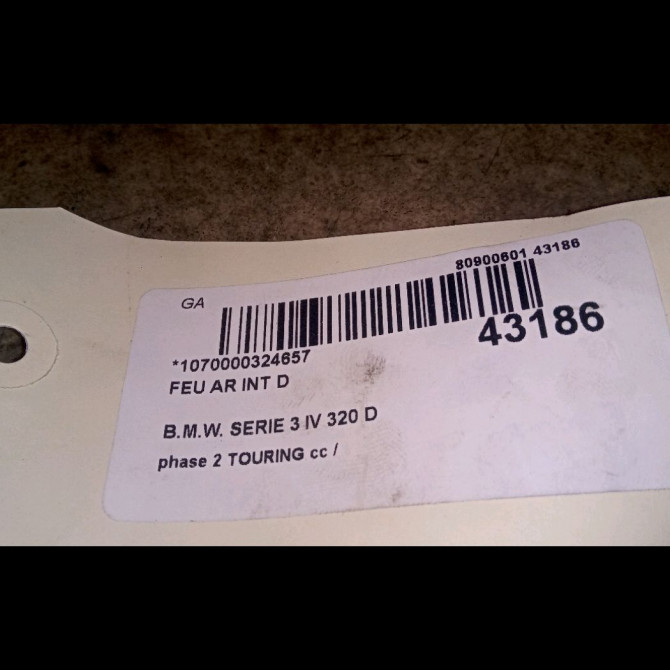 GA
80900601 43186
43186
*1070000324657
FEU AR INT D
B.M.W. SERIE 3 IV 320 D
phase 2 TOURING cc /